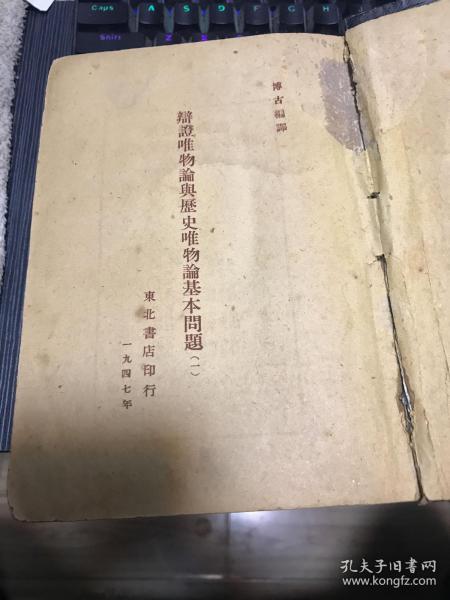 博古編譯
辯證唯物論與歷史唯物論基本問題(一)
東北書店印行
一九四七年
Caps
A
S
D
F
G
H
Shift
Z
孔夫子旧书网
www.kongfz.com